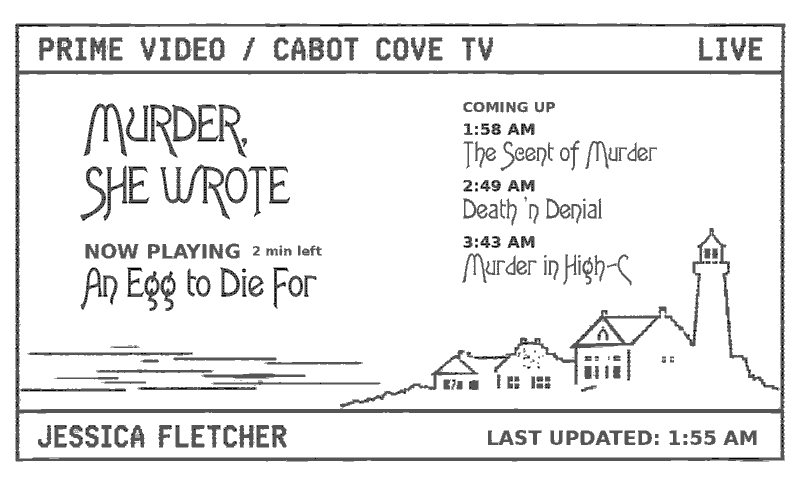 PRIME VIDEO / CABOT COVE TV
LIVE
MURDER,
SHE WROTE
NOW PLAYING 2 min left
An Egg to Die For
COMING UP
1:58 AM
The Scent of Murder
2:49 AM
Death 'n Denial
3:43 AM
Murder in High-C
JESSICA FLETCHER
LAST UPDATED: 1:55 AM